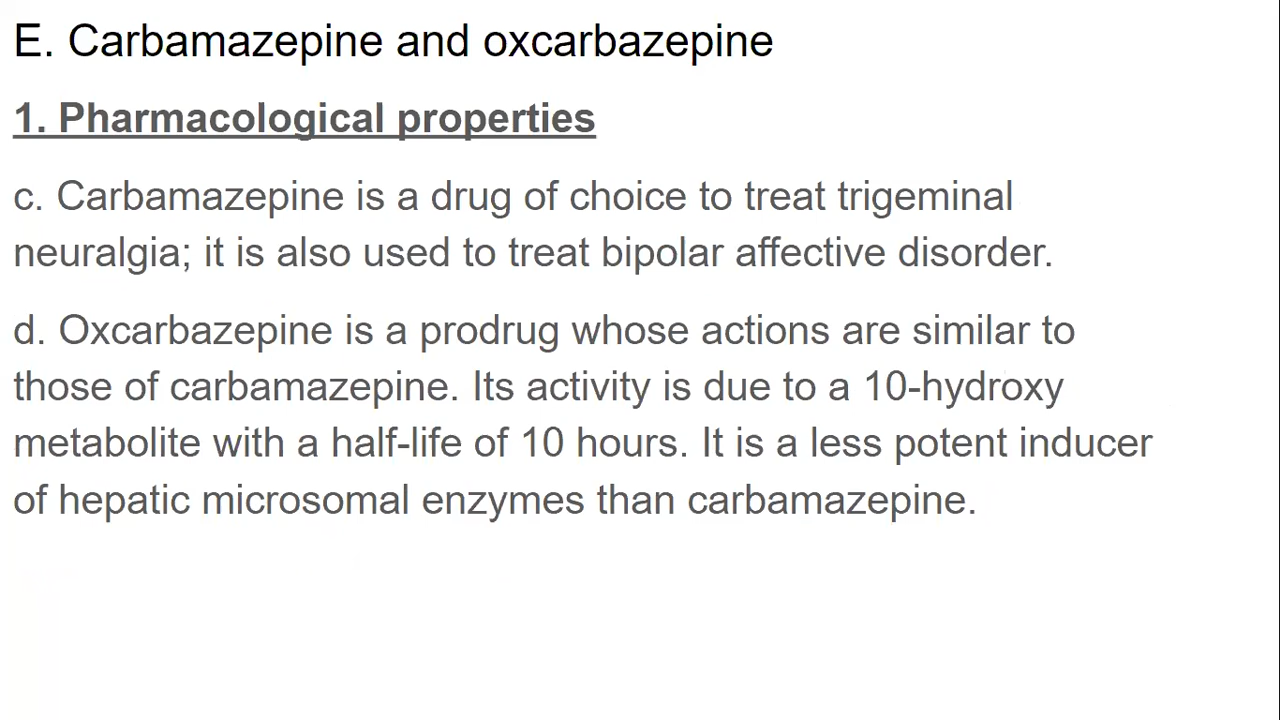 E. Carbamazepine and oxcarbazepine
1. Pharmacological properties
c. Carbamazepine is a drug of choice to treat trigeminal
neuralgia; it is also used to treat bipolar affective disorder.
d. Oxcarbazepine is a prodrug whose actions are similar to
those of carbamazepine. Its activity is due to a 10-hydroxy
metabolite with a half-life of 10 hours. It is a less potent inducer
of hepatic microsomal enzymes than carbamazepine.